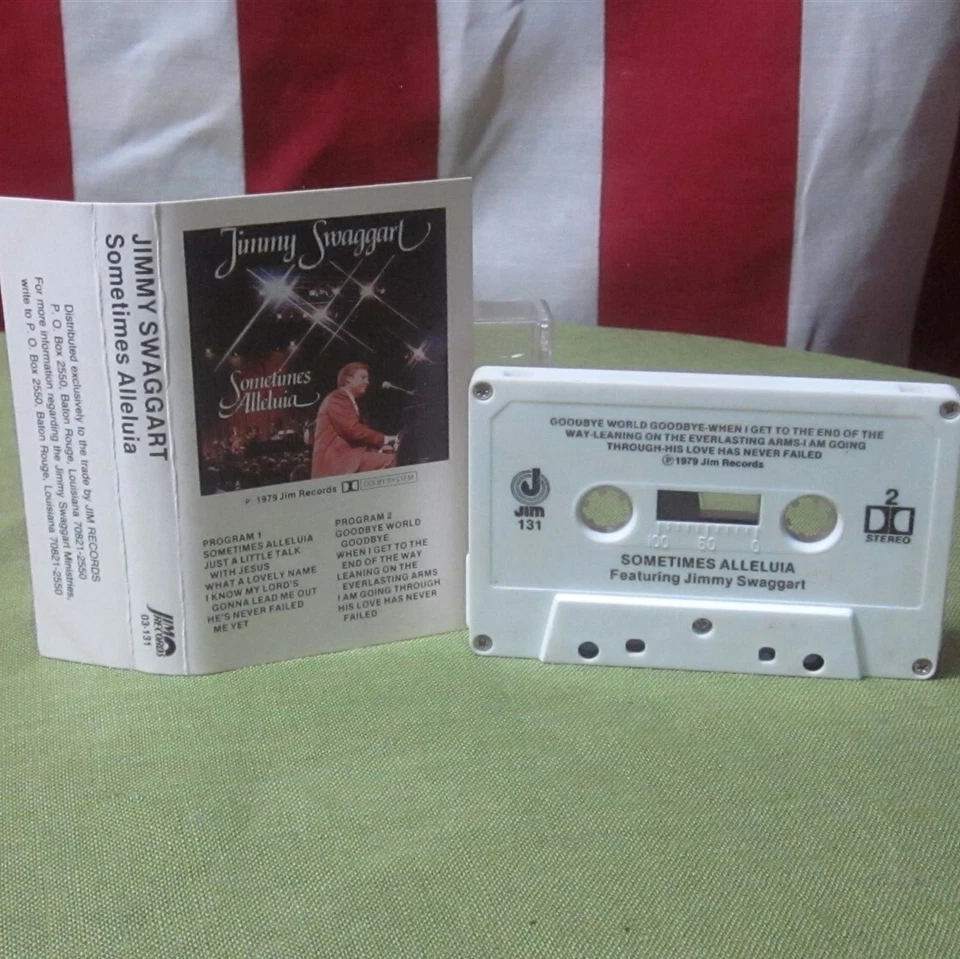 Distributed exclusively to the trade by JIM RECORDS
P. O. Box 2550, Baton Rouge, Louisiana 70821-2550
For more information regarding the Jimmy Swaggart Ministries,
write to P. O. Box 2550, Baton Rouge, Louisiana 70821-2550
JIMMY SWAGGART
Sometimes Alleluia
JIM
RECORDS
03-131
Jimmy Swaggart
Sometimes
Alleluia
℗ 1979 Jim Records DOLBY SYSTEM
PROGRAM 1
SOMETIMES ALLELUIA
JUST A LITTLE TALK
WITH JESUS
WHAT A LOVELY NAME
I KNOW MY LORD'S
GONNA LEAD ME OUT
HE'S NEVER FAILED
ME YET
PROGRAM 2
GOODBYE WORLD
GOODBYE
WHEN I GET TO THE
END OF THE WAY
LEANING ON THE
EVERLASTING ARMS
I AM GOING THROUGH
HIS LOVE HAS NEVER
FAILED
GOODBYE WORLD GOODBYE-WHEN I GET TO THE END OF THE
WAY-LEANING ON THE EVERLASTING ARMS-I AM GOING
THROUGH-HIS LOVE HAS NEVER FAILED
℗ 1979 Jim Records
Jim
131
100 50 0
2
STEREO
SOMETIMES ALLELUIA
Featuring Jimmy Swaggart